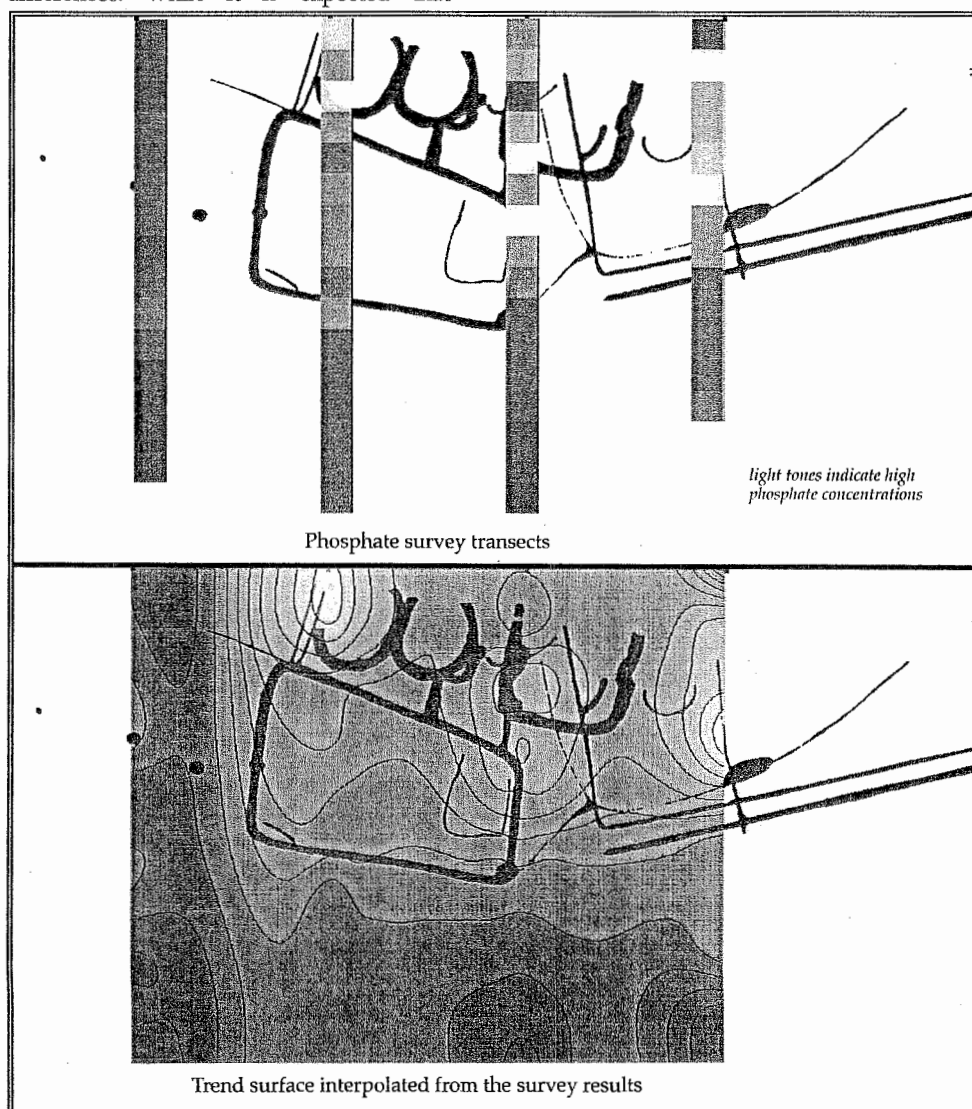 light tones indicate high
phosphate concentrations
Phosphate survey transects
Trend surface interpolated from the survey results